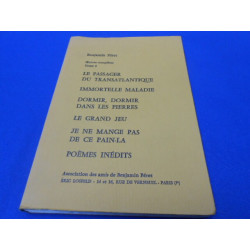 Benjamin Péret
Œuvres complètes
Tome 1
LE PASSAGER
DU TRANSATLANTIQUE
IMMORTELLE MALADIE
DORMIR, DORMIR
DANS LES PIERRES
LE GRAND JEU
JE NE MANGE PAS
DE CE PAIN-LA
POÈMES INÉDITS
Association des amis de Benjamin Péret
ERIC LOSFELD - 14 et 16, RUE DE VERNEUIL - PARIS (7e)